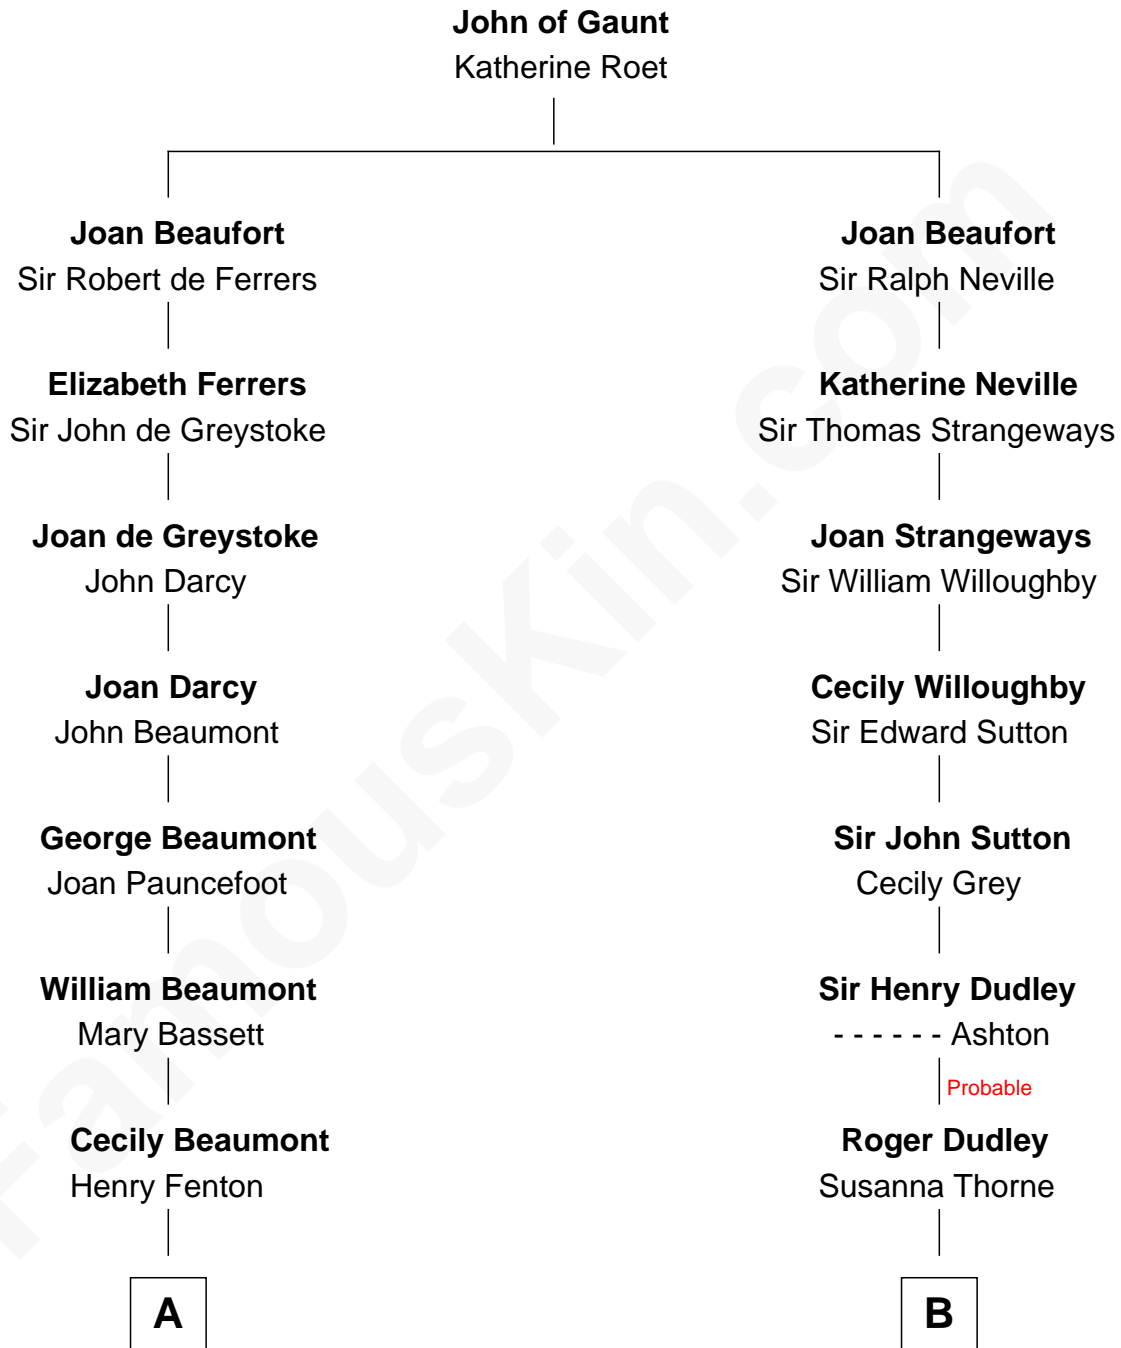 John of Gaunt
Katherine Roet
Joan Beaufort
Sir Robert de Ferrers
Joan Beaufort
Sir Ralph Neville
Elizabeth Ferrers
Sir John de Greystoke
Katherine Neville
Sir Thomas Strangeways
Joan de Greystoke
John Darcy
Joan Strangeways
Sir William Willoughby
Joan Darcy
John Beaumont
Cecily Willoughby
Sir Edward Sutton
George Beaumont
Joan Pauncefoot
Sir John Sutton
Cecily Grey
William Beaumont
Mary Bassett
Sir Henry Dudley
- - - - - - Ashton
Probable
Cecily Beaumont
Henry Fenton
Roger Dudley
Susanna Thorne
A
B
FamousKin.com